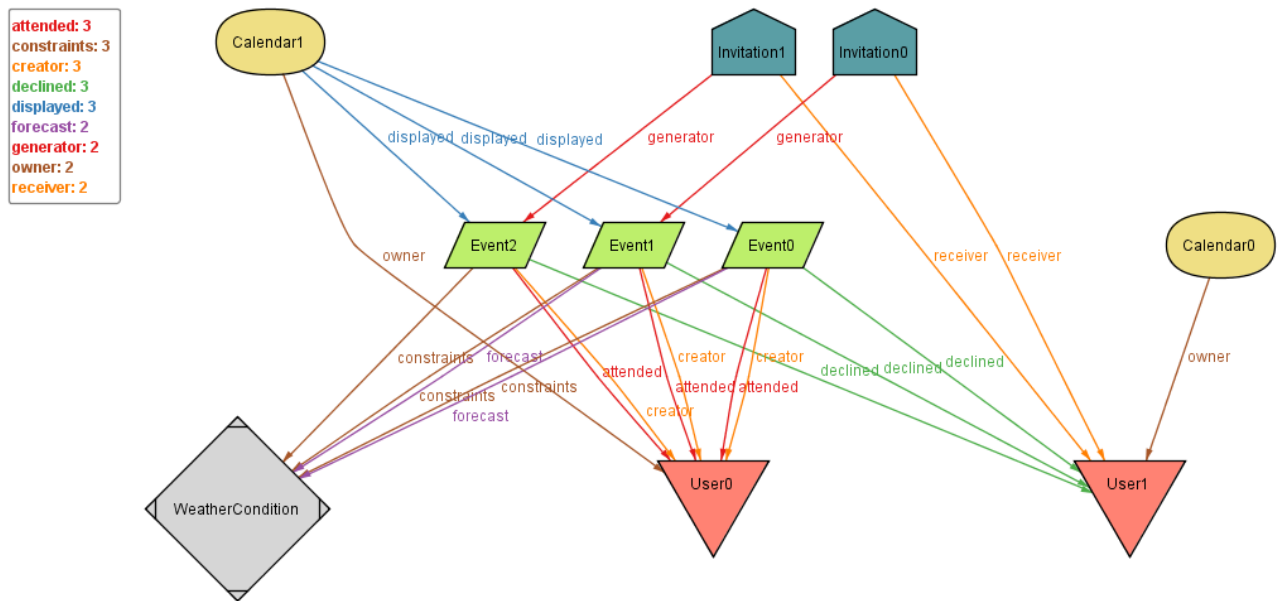 attended: 3
constraints: 3
creator: 3
declined: 3
displayed: 3
forecast: 2
generator: 2
owner: 2
receiver: 2
Calendar1
Invitation1
Invitation0
displayed
displayed
displayed
generator
generator
Event2
Event1
Event0
Calendar0
owner
receiver
receiver
constraints
forecast
creator
creator
owner
attended
attended
attended
declined
declined
declined
constraints
constraints
forecast
creator
WeatherCondition
User0
User1